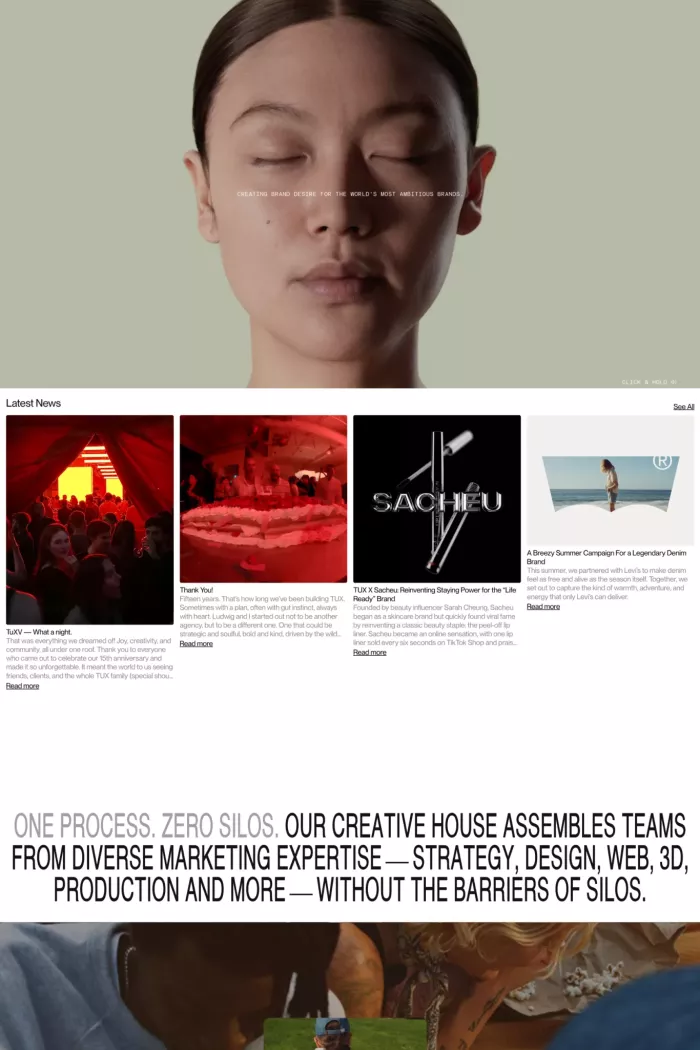 CREATING BRAND DESIRE FOR THE WORLD'S MOST AMBITIOUS BRANDS.
CLICK & HOLD
Latest News
See All
TuXV — What a night.
That was everything we dreamed of! Joy, creativity, and
community, all under one roof. Thank you to everyone
who came out to celebrate our 15th anniversary and
made it so unforgettable. It meant the world to us seeing
friends, clients, and the whole TUX family (special shou...
Read more
Thank You!
Fifteen years. That's how long we've been building TUX.
Sometimes with a plan, often with gut instinct, always
with heart. Ludwig and I started out not to be another
agency, but to be a different one. One that could be
strategic and soulful, bold and kind, driven by the wild...
Read more
SACHEU
TUX X Sacheu: Reinventing Staying Power for the "Life
Ready" Brand
Founded by beauty influencer Sarah Cheung, Sacheu
began as a skincare brand but quickly found viral fame
by reinventing a classic beauty staple: the peel-off lip
liner. Sacheu became an online sensation, with one lip
liner sold every six seconds on TikTok Shop and prais...
Read more
®
A Breezy Summer Campaign For a Legendary Denim
Brand
This summer, we partnered with Levi's to make denim
feel as free and alive as the season itself. Together, we
set out to capture the kind of warmth, adventure, and
energy that only Levi's can deliver.
Read more
ONE PROCESS. ZERO SILOS. OUR CREATIVE HOUSE ASSEMBLES TEAMS
FROM DIVERSE MARKETING EXPERTISE — STRATEGY, DESIGN, WEB, 3D,
PRODUCTION AND MORE — WITHOUT THE BARRIERS OF SILOS.